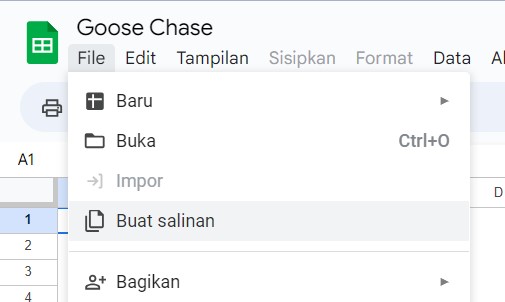 Goose Chase
File Edit Tampilan Sisipkan Format Data
Baru
Buka Ctrl+O
A1
Impor
D
1 Buat salinan
2
3
Bagikan
4